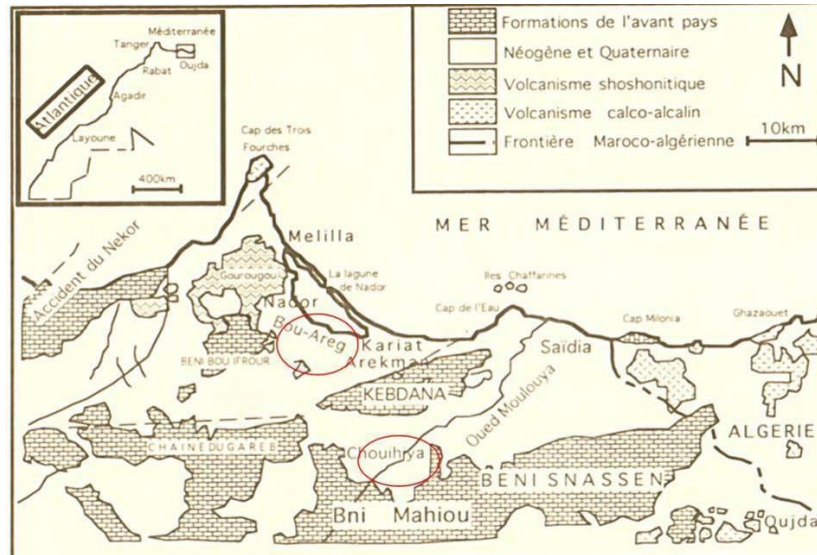 Méditerranée
Tanger
Oujda
Rabat
Atlantique
Agadir
Layoune
400km
Formations de l'avant pays
Néogène et Quaternaire
Volcanisme shoshonitique
Volcanisme calco-alcalin
Frontière Maroco-algérienne
N
10km
Cap des Trois
Fourches
MER MÉDITERRANÉE
Accident du Nekor
Melilla
Gourougou
La lagune
de Nador
Iles Chaffarines
Nador
Cap de l'Eau
Cap Milonia
Ghazaouet
Bou-Areg
Kariat
Arekman
Saïdia
BENI BOU IFROUR
KEBDANA
Oued Moulouya
ALGERIE
CHAINE DU GAREB
Chouihiya
BENI SNASSEN
Bni Mahiou
Oujda